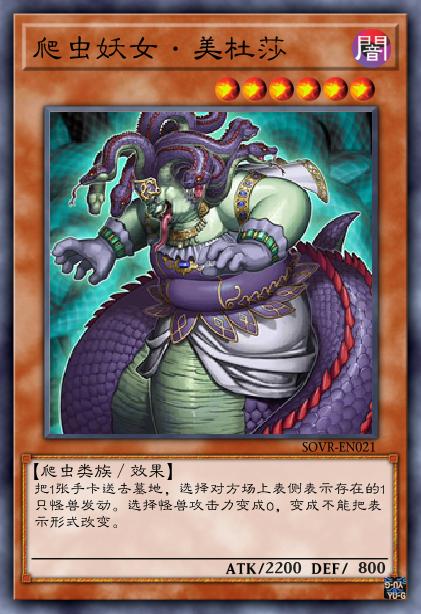 爬虫妖女·美杜莎
闇
SOVR-EN021
【爬虫类族/效果】
把1张手卡送去墓地，选择对方场上表侧表示存在的1
只怪兽发动。选择怪兽攻击力变成0，变成不能把表
示形式改变。
ATK/2200 DEF/ 800